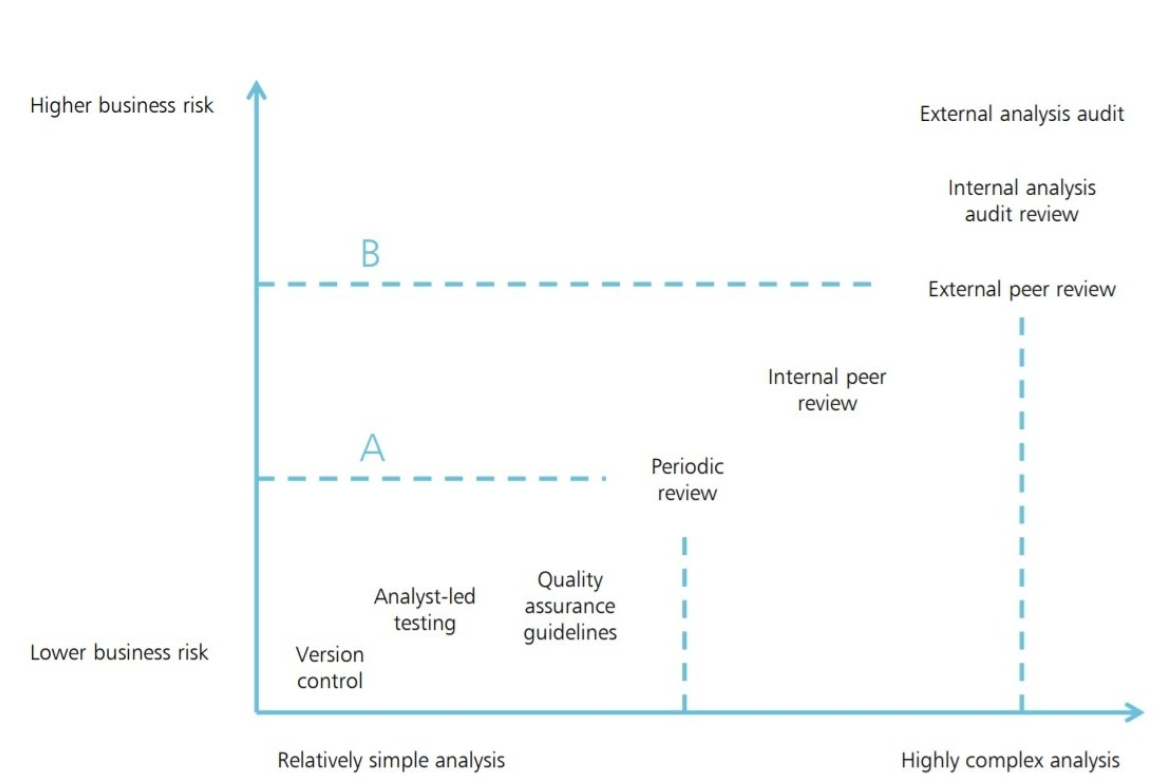 Higher business risk
External analysis audit
Internal analysis
audit review
B
External peer review
Internal peer
review
A
Periodic
review
Quality
assurance
guidelines
Analyst-led
testing
Lower business risk
Version
control
Relatively simple analysis
Highly complex analysis